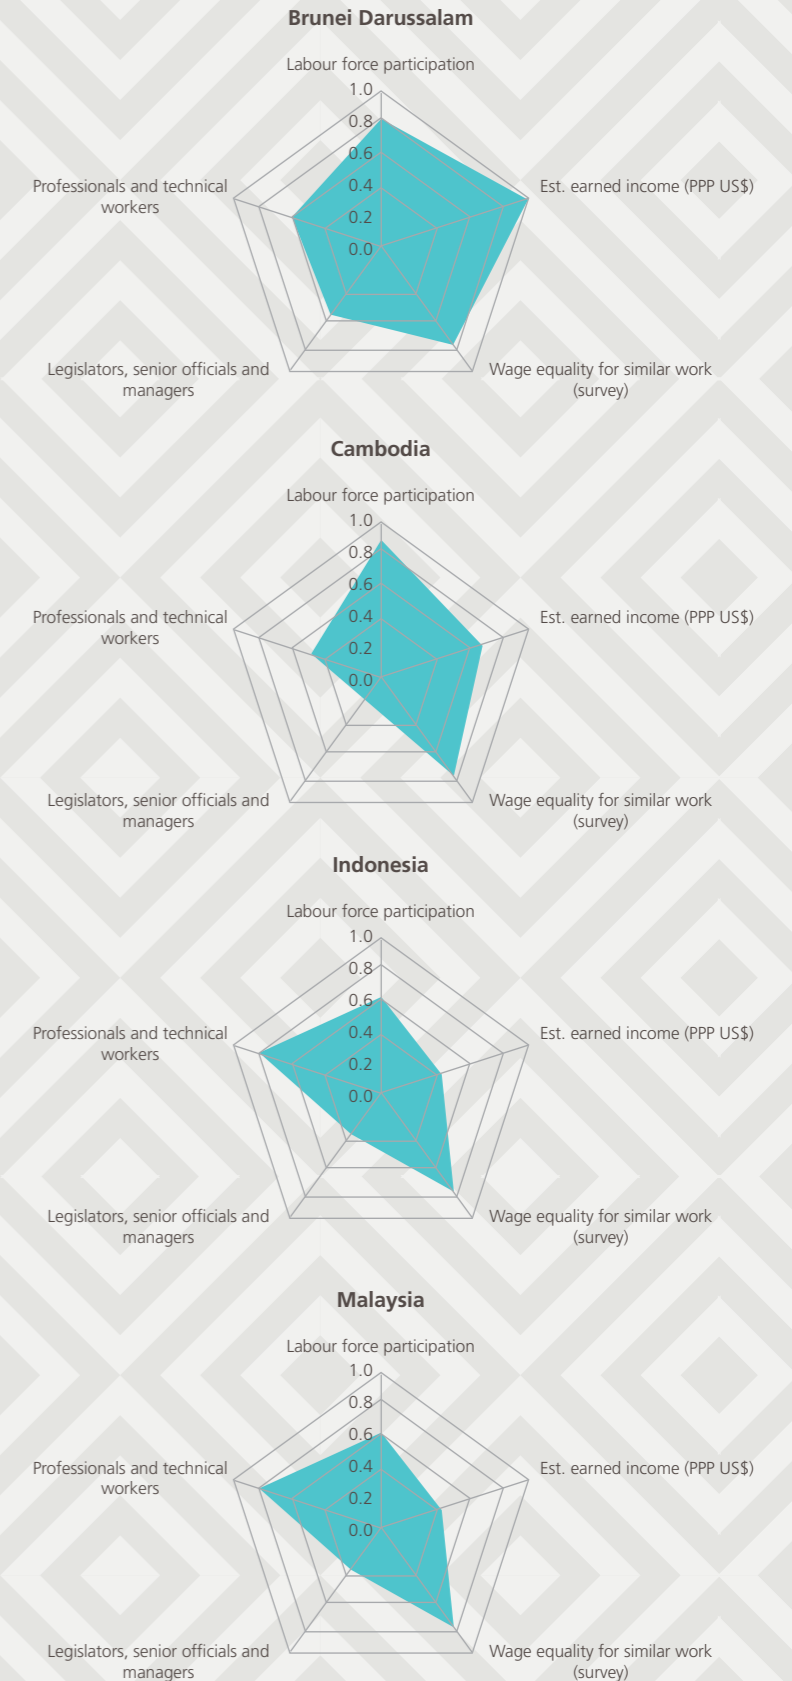 Brunei Darussalam
Labour force participation
1.0
0.8
0.6
0.4
0.2
0.0
Professionals and technical
workers
Est. earned income (PPP US$)
Legislators, senior officials and
managers
Wage equality for similar work
(survey)
Cambodia
Labour force participation
1.0
0.8
0.6
0.4
0.2
0.0
Professionals and technical
workers
Est. earned income (PPP US$)
Legislators, senior officials and
managers
Wage equality for similar work
(survey)
Indonesia
Labour force participation
1.0
0.8
0.6
0.4
0.2
0.0
Professionals and technical
workers
Est. earned income (PPP US$)
Legislators, senior officials and
managers
Wage equality for similar work
(survey)
Malaysia
Labour force participation
1.0
0.8
0.6
0.4
0.2
0.0
Professionals and technical
workers
Est. earned income (PPP US$)
Legislators, senior officials and
managers
Wage equality for similar work
(survey)